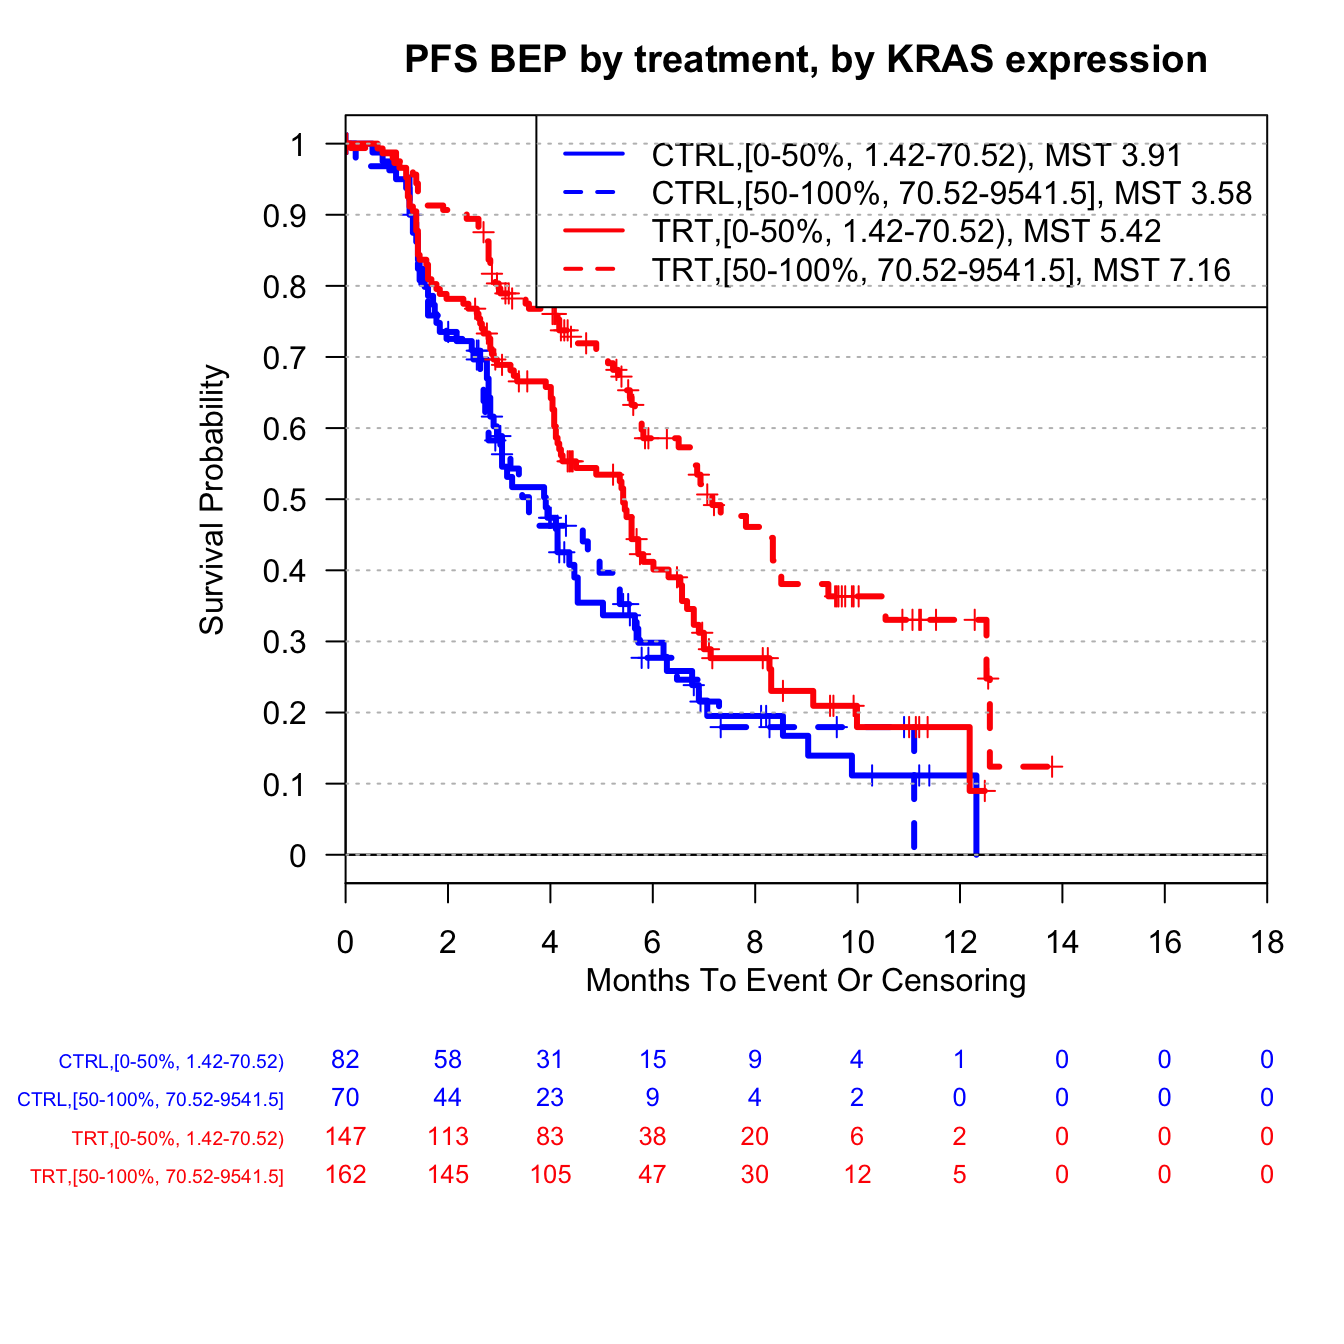 PFS BEP by treatment, by KRAS expression
CTRL,[0-50%, 1.42-70.52), MST 3.91
CTRL,[50-100%, 70.52-9541.5], MST 3.58
TRT,[0-50%, 1.42-70.52), MST 5.42
TRT,[50-100%, 70.52-9541.5], MST 7.16
Survival Probability
1
0.9
0.8
0.7
0.6
0.5
0.4
0.3
0.2
0.1
0
0 2 4 6 8 10 12 14 16 18
Months To Event Or Censoring
CTRL,[0-50%, 1.42-70.52) 82 58 31 15 9 4 1 0 0 0
CTRL,[50-100%, 70.52-9541.5] 70 44 23 9 4 2 0 0 0 0
TRT,[0-50%, 1.42-70.52) 147 113 83 38 20 6 2 0 0 0
TRT,[50-100%, 70.52-9541.5] 162 145 105 47 30 12 5 0 0 0